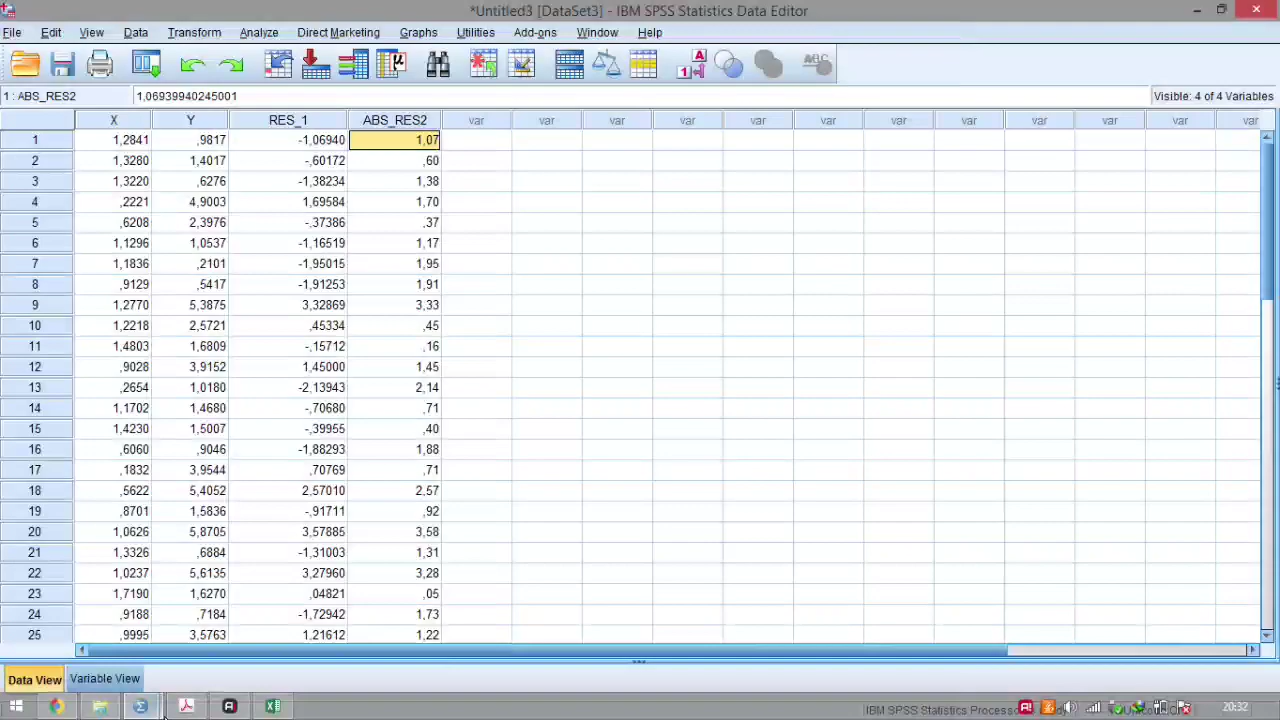 *Untitled3 [DataSet3] - IBM SPSS Statistics Data Editor
File Edit View Data Transform Analyze Direct Marketing Graphs Utilities Add-ons Window Help
1 : ABS_RES2 1,06939940245001 Visible: 4 of 4 Variables
X Y RES_1 ABS_RES2 var var var var var var var var var var var var
1 1,2841 ,9817 -1,06940 1,07
2 1,3280 1,4017 -,60172 ,60
3 1,3220 ,6276 -1,38234 1,38
4 ,2221 4,9003 1,69584 1,70
5 ,6208 2,3976 -,37386 ,37
6 1,1296 1,0537 -1,16519 1,17
7 1,1836 ,2101 -1,95015 1,95
8 ,9129 ,5417 -1,91253 1,91
9 1,2770 5,3875 3,32869 3,33
10 1,2218 2,5721 ,45334 ,45
11 1,4803 1,6809 -,15712 ,16
12 ,9028 3,9152 1,45000 1,45
13 ,2654 1,0180 -2,13943 2,14
14 1,1702 1,4680 -,70680 ,71
15 1,4230 1,5007 -,39955 ,40
16 ,6060 ,9046 -1,88293 1,88
17 ,1832 3,9544 ,70769 ,71
18 ,5622 5,4052 2,57010 2,57
19 ,8701 1,5836 -,91711 ,92
20 1,0626 5,8705 3,57885 3,58
21 1,3326 ,6884 -1,31003 1,31
22 1,0237 5,6135 3,27960 3,28
23 1,7190 1,6270 ,04821 ,05
24 ,9188 ,7184 -1,72942 1,73
25 ,9995 3,5763 1,21612 1,22
Data View Variable View
IBM SPSS Statistics 20:32